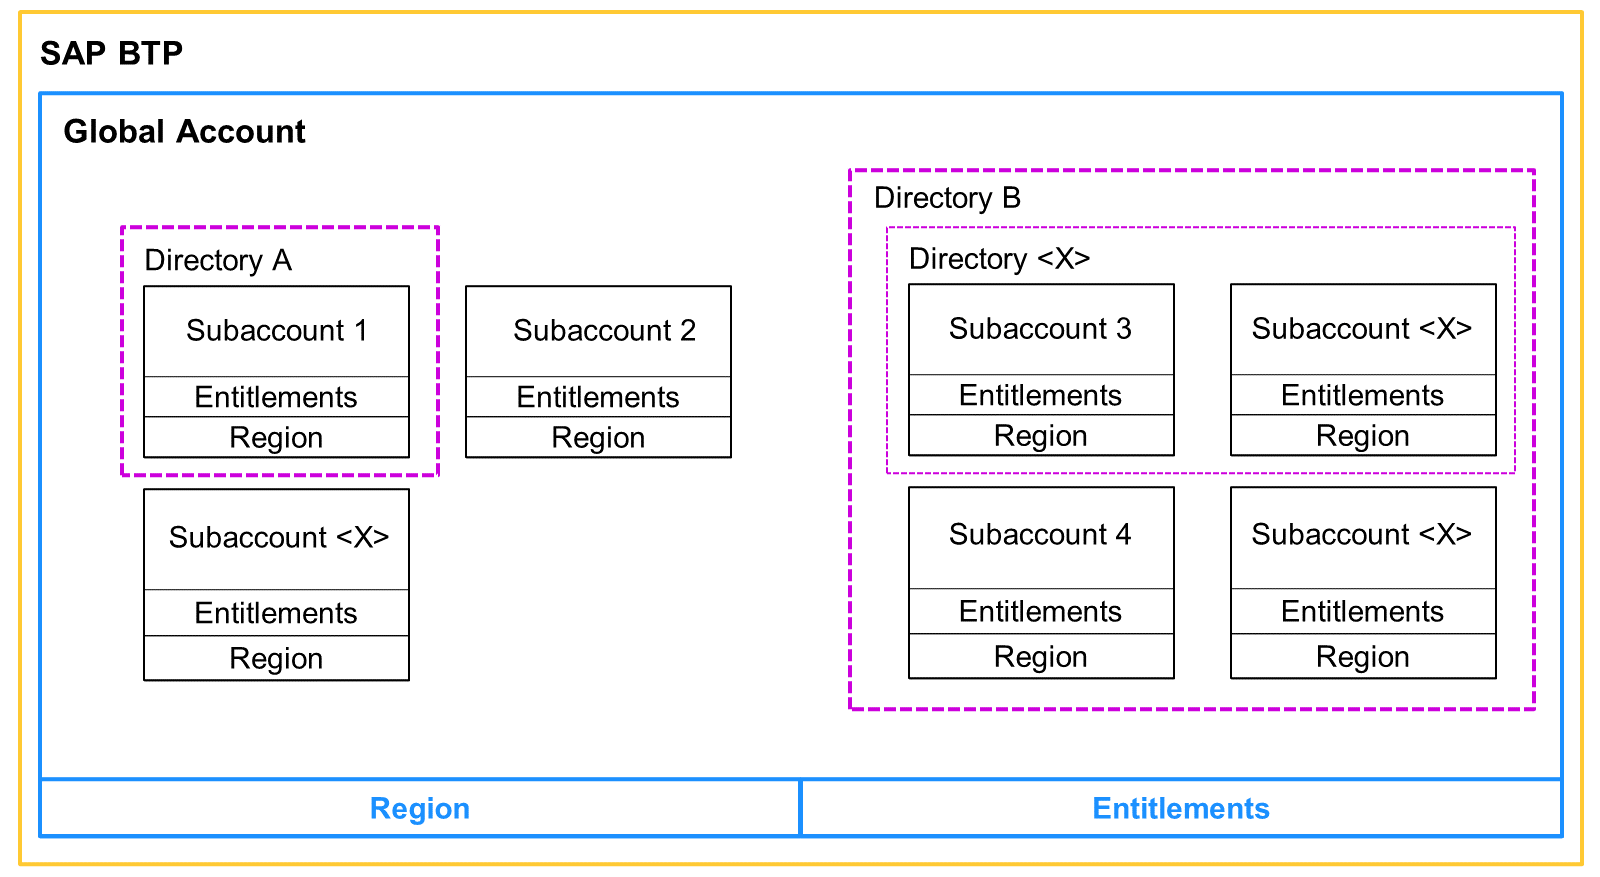 SAP BTP
Global Account
Directory A
Subaccount 1
Entitlements
Region
Subaccount 2
Entitlements
Region
Subaccount <X>
Entitlements
Region
Directory B
Directory <X>
Subaccount 3
Entitlements
Region
Subaccount <X>
Entitlements
Region
Subaccount 4
Entitlements
Region
Subaccount <X>
Entitlements
Region
Region
Entitlements